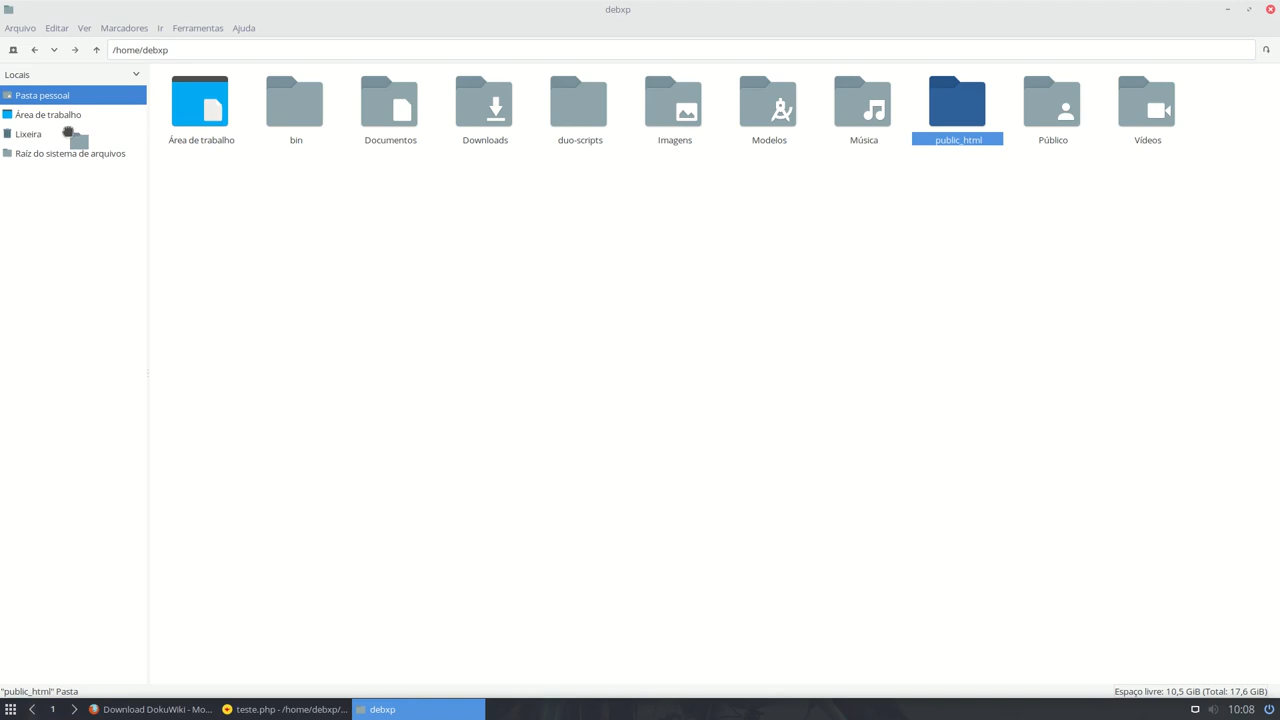 debxp
Arquivo Editar Ver Marcadores Ir Ferramentas Ajuda
/home/debxp
Locais
Pasta pessoal
Área de trabalho
Lixeira
Raíz do sistema de arquivos
Área de trabalho bin Documentos Downloads duo-scripts Imagens Modelos Música public_html Público Vídeos
"public_html" Pasta
Espaço livre: 10,5 GiB (Total: 17,6 GiB)
1 Download DokuWiki - Mo... teste.php - /home/debxp/... debxp 10:08